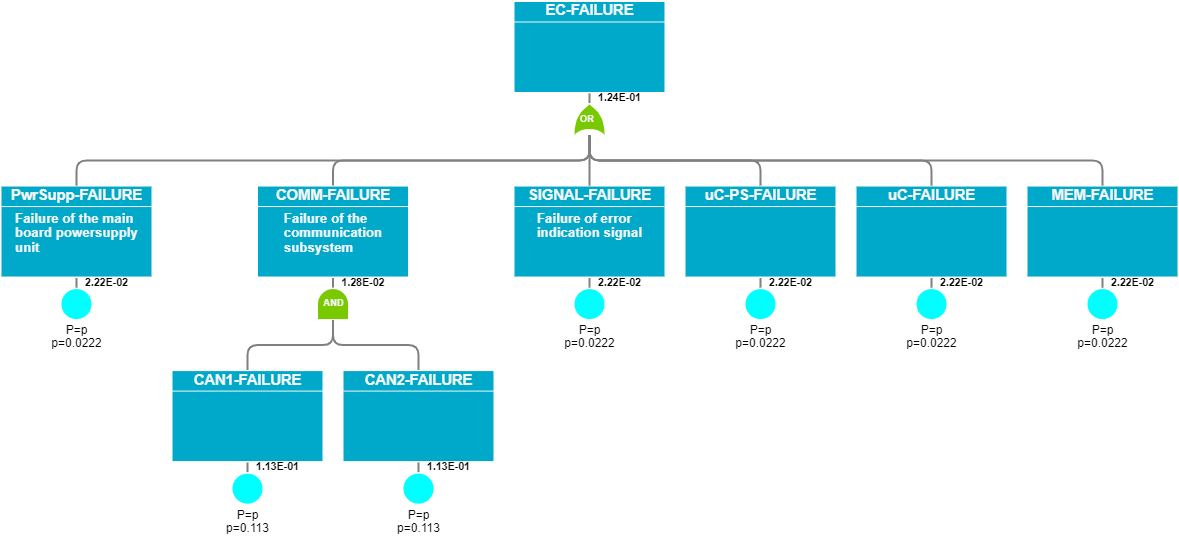 EC-FAILURE
1.24E-01
OR
PwrSupp-FAILURE
Failure of the main
board powersupply
unit
2.22E-02
P=p
p=0.0222
COMM-FAILURE
Failure of the
communication
subsystem
1.28E-02
AND
SIGNAL-FAILURE
Failure of error
indication signal
2.22E-02
P=p
p=0.0222
uC-PS-FAILURE
2.22E-02
P=p
p=0.0222
uC-FAILURE
2.22E-02
P=p
p=0.0222
MEM-FAILURE
2.22E-02
P=p
p=0.0222
CAN1-FAILURE
1.13E-01
P=p
p=0.113
CAN2-FAILURE
1.13E-01
P=p
p=0.113